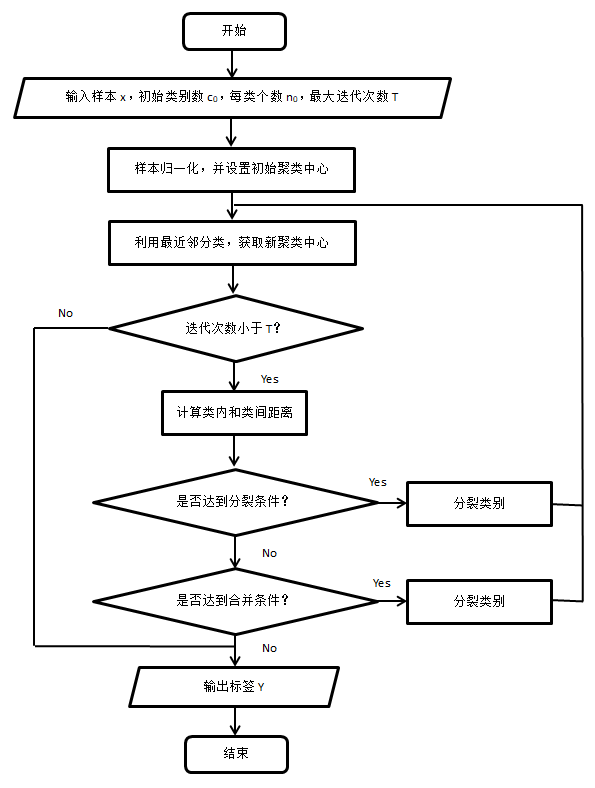 开始
输入样本 x，初始类别数 c₀，每类个数 n₀，最大迭代次数 T
样本归一化，并设置初始聚类中心
利用最近邻分类，获取新聚类中心
No
迭代次数小于 T？
Yes
计算类内和类间距离
是否达到分裂条件？
Yes
分裂类别
No
是否达到合并条件？
Yes
分裂类别
No
输出标签 Y
结束